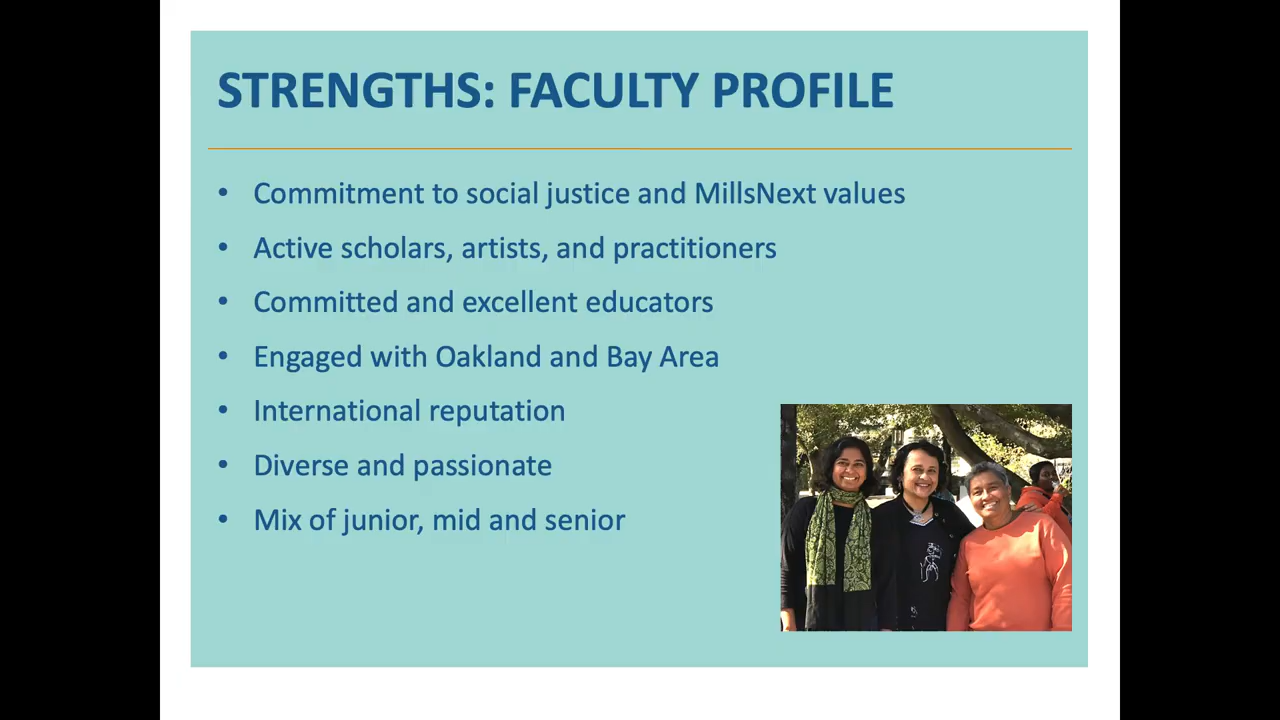 STRENGTHS: FACULTY PROFILE
• Commitment to social justice and MillsNext values
• Active scholars, artists, and practitioners
• Committed and excellent educators
• Engaged with Oakland and Bay Area
• International reputation
• Diverse and passionate
• Mix of junior, mid and senior